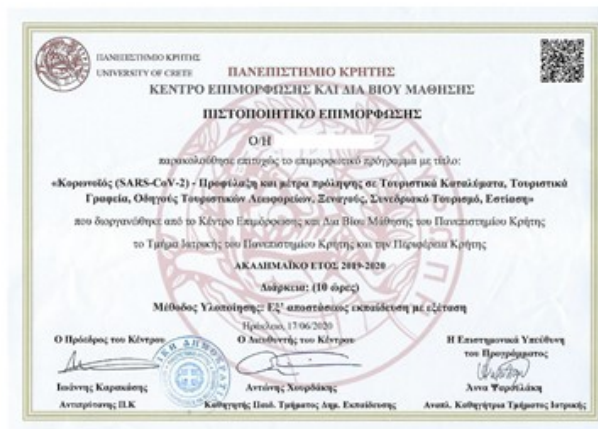 ΠΑΝΕΠΙΣΤΗΜΙΟ ΚΡΗΤΗΣ
UNIVERSITY OF CRETE
ΠΑΝΕΠΙΣΤΗΜΙΟ ΚΡΗΤΗΣ
ΚΕΝΤΡΟ ΕΠΙΜΟΡΦΩΣΗΣ ΚΑΙ ΔΙΑ ΒΙΟΥ ΜΑΘΗΣΗΣ
ΠΙΣΤΟΠΟΙΗΤΙΚΟ ΕΠΙΜΟΡΦΩΣΗΣ
Ο/Η
παρακολούθησε επιτυχώς το επιμορφωτικό πρόγραμμα με τίτλο:
«Κορωνοϊός (SARS-CoV-2) - Προφύλαξη και μέτρα πρόληψης σε Τουριστικά Καταλύματα, Τουριστικά
Γραφεία, Οδηγούς Τουριστικών Λεωφορείων, Ξεναγούς, Συνεδριακό Τουρισμό, Εστίαση»
που διοργανώθηκε από το Κέντρο Επιμόρφωσης και Δια Βίου Μάθησης του Πανεπιστημίου Κρήτης
το Τμήμα Ιατρικής του Πανεπιστημίου Κρήτης και την Περιφέρεια Κρήτης
ΑΚΑΔΗΜΑΪΚΟ ΕΤΟΣ 2019-2020
Διάρκεια: (10 ώρες)
Μέθοδος Υλοποίησης: Εξ' αποστάσεως εκπαίδευση με εξέταση
Ηράκλειο, 17/06/2020
Ο Πρόεδρος του Κέντρου
Ο Διευθυντής του Κέντρου
Η Επιστημονικά Υπεύθυνη
του Προγράμματος
Ιωάννης Καρακάσης
Αντώνης Χουρδάκης
Άννα Ψαρουλάκη
Αντιπρύτανης Π.Κ
Καθηγητής Παιδ. Τμήματος Δημ. Εκπαίδευσης
Αναπλ. Καθηγήτρια Τμήματος Ιατρικής